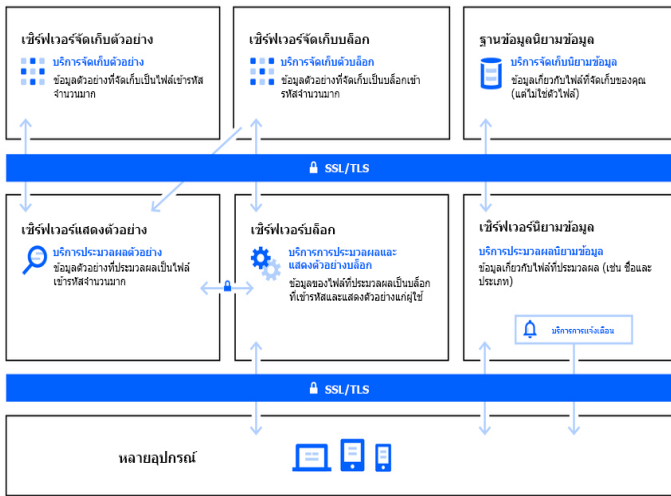 เซิร์ฟเวอร์จัดเก็บตัวอย่าง
บริการจัดเก็บตัวอย่าง
ข้อมูลตัวอย่างที่จัดเก็บเป็นไฟล์เข้ารหัส
จำนวนมาก
เซิร์ฟเวอร์จัดเก็บบล็อก
บริการจัดเก็บตัวบล็อก
ข้อมูลตัวอย่างที่จัดเก็บเป็นบล็อกเข้า
รหัสจำนวนมาก
ฐานข้อมูลนิยามข้อมูล
บริการจัดเก็บนิยามข้อมูล
ข้อมูลเกี่ยวกับไฟล์ที่จัดเก็บของคุณ
(แต่ไม่ใช่ตัวไฟล์)
SSL/TLS
เซิร์ฟเวอร์แสดงตัวอย่าง
บริการประมวลผลตัวอย่าง
ข้อมูลตัวอย่างที่ประมวลผลเป็นไฟล์
เข้ารหัสจำนวนมาก
เซิร์ฟเวอร์บล็อก
บริการการประมวลผลและ
แสดงตัวอย่างบล็อก
ข้อมูลของไฟล์ที่ประมวลผลเป็นบล็อก
ที่เข้ารหัสและแสดงตัวอย่างแก่ผู้ใช้
เซิร์ฟเวอร์นิยามข้อมูล
บริการประมวลผลนิยามข้อมูล
ข้อมูลเกี่ยวกับไฟล์ที่ประมวลผล (เช่น ชื่อและ
ประเภท)
บริการการแจ้งเตือน
SSL/TLS
หลายอุปกรณ์